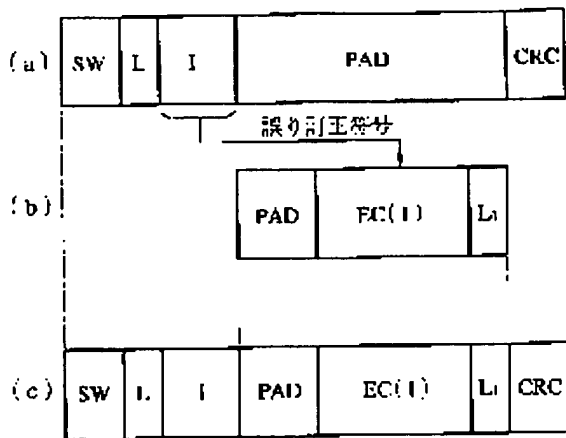 (a) SW L I PAD CRC
誤り訂正符号
(b) PAD EC(I) L₁
(c) SW L I PAD EC(I) L₁ CRC